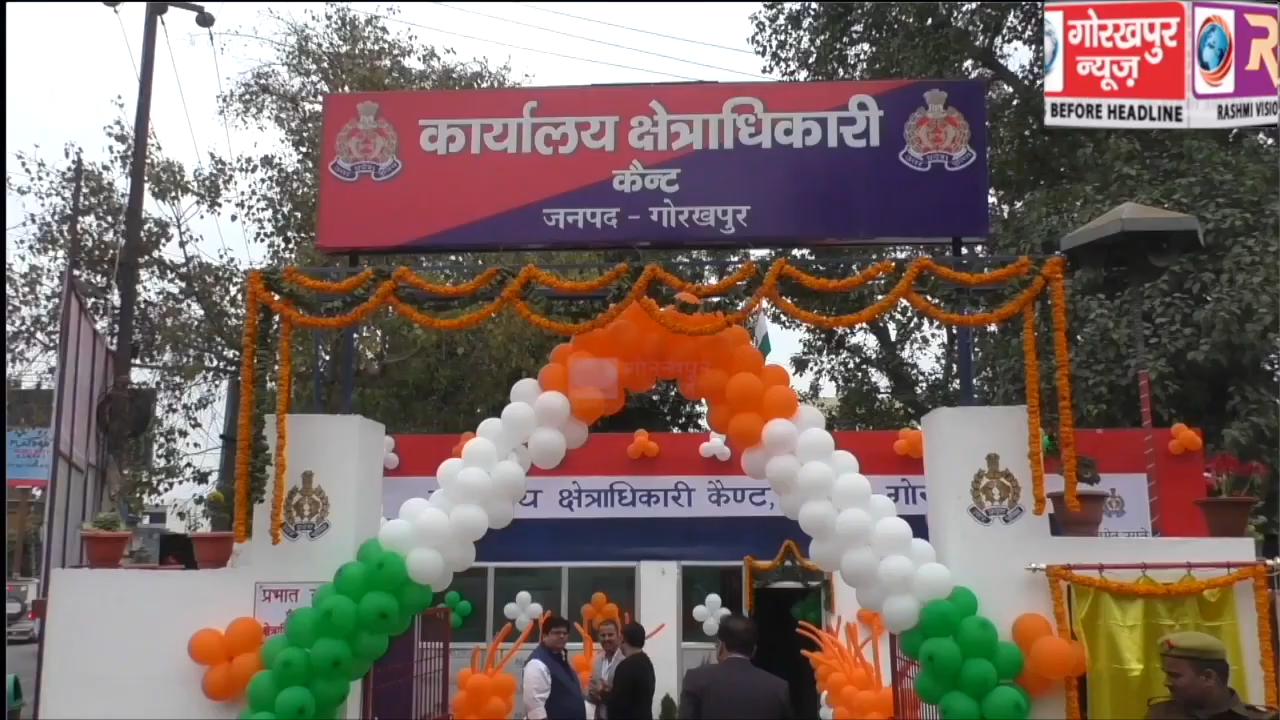 गोरखपुर
न्यूज़
BEFORE HEADLINE
R
RASHMI VISIO
कार्यालय क्षेत्राधिकारी
कैन्ट
जनपद - गोरखपुर
क्षेत्राधिकारी कैण्ट,
प्रभात